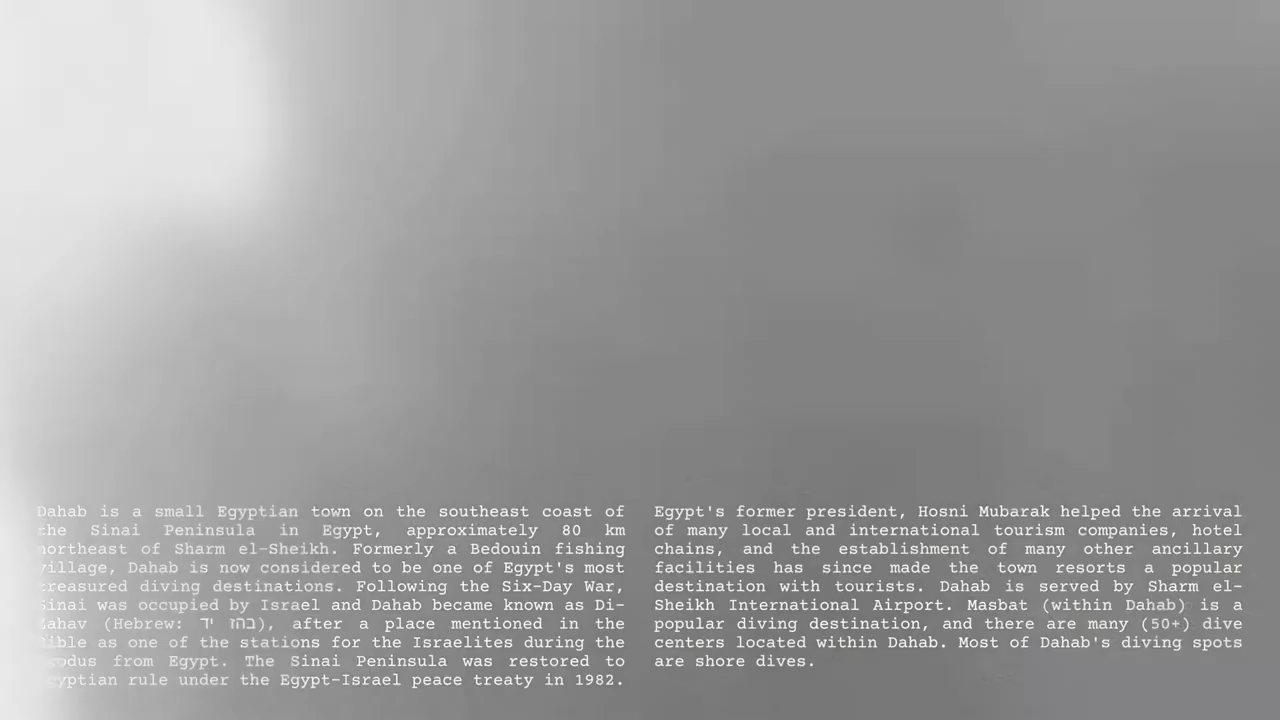 Dahab is a small Egyptian town on the southeast coast of
the Sinai Peninsula in Egypt, approximately 80 km
northeast of Sharm el-Sheikh. Formerly a Bedouin fishing
village, Dahab is now considered to be one of Egypt's most
treasured diving destinations. Following the Six-Day War,
Sinai was occupied by Israel and Dahab became known as Di-
Zahav (Hebrew: די זהב), after a place mentioned in the
Bible as one of the stations for the Israelites during the
Exodus from Egypt. The Sinai Peninsula was restored to
Egyptian rule under the Egypt-Israel peace treaty in 1982.
Egypt's former president, Hosni Mubarak helped the arrival
of many local and international tourism companies, hotel
chains, and the establishment of many other ancillary
facilities has since made the town resorts a popular
destination with tourists. Dahab is served by Sharm el-
Sheikh International Airport. Masbat (within Dahab) is a
popular diving destination, and there are many (50+) dive
centers located within Dahab. Most of Dahab's diving spots
are shore dives.